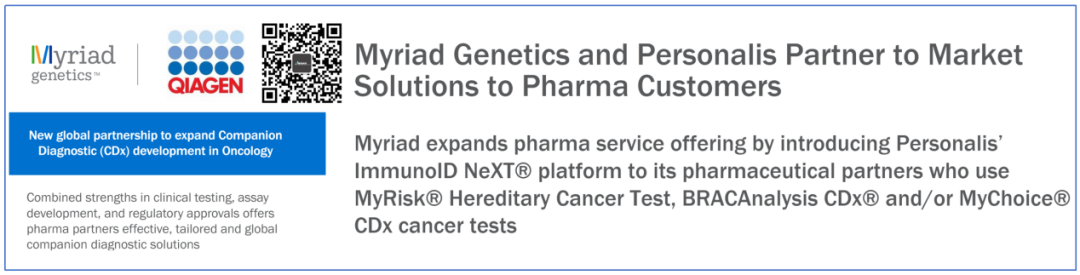 Myriad
genetics™
QIAGEN
New global partnership to expand Companion
Diagnostic (CDx) development in Oncology
Combined strengths in clinical testing, assay
development, and regulatory approvals offers
pharma partners effective, tailored and global
companion diagnostic solutions
Myriad Genetics and Personalis Partner to Market
Solutions to Pharma Customers
Myriad expands pharma service offering by introducing Personalis’
ImmunoID NeXT® platform to its pharmaceutical partners who use
MyRisk® Hereditary Cancer Test, BRACAnalysis CDx® and/or MyChoice®
CDx cancer tests